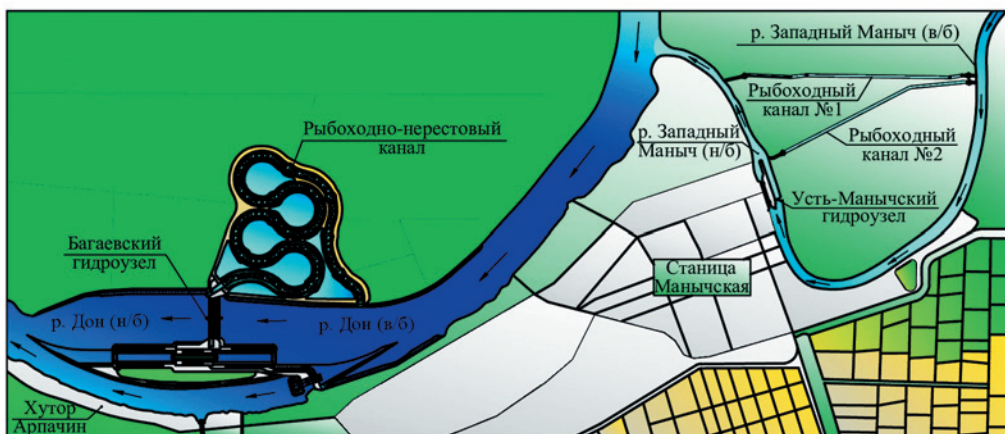 р. Западный Маныч (в/б)
Рыбоходный
канал №1
Рыбоходно-нерестовый
канал
р. Западный
Маныч (н/б)
Рыбоходный
канал №2
Усть-Манычский
гидроузел
Багаевский
гидроузел
Станица
Манычская
р. Дон (н/б)
р. Дон (в/б)
Хутор
Арпачин